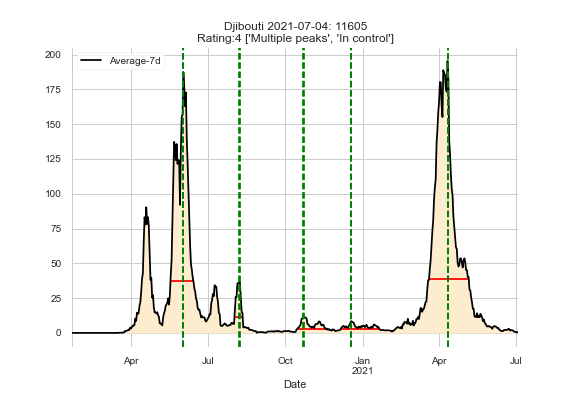 Djibouti 2021-07-04: 11605
Rating:4 ['Multiple peaks', 'In control']
Average-7d
200
175
150
125
100
75
50
25
0
Apr
Jul
Oct
Jan
2021
Apr
Jul
Date